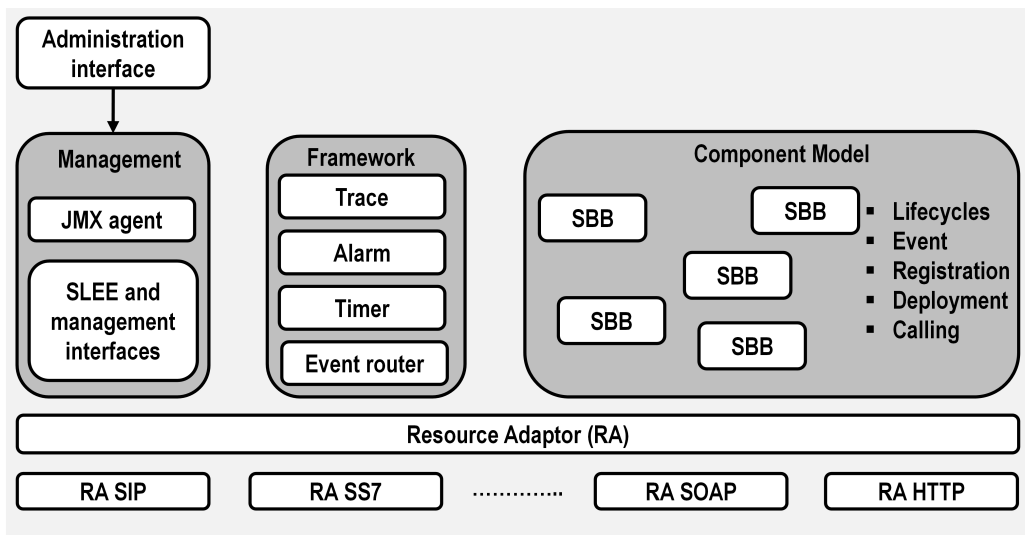 Administration
interface
Management
JMX agent
SLEE and
management
interfaces
Framework
Trace
Alarm
Timer
Event router
Component Model
SBB
SBB
SBB
SBB
SBB
▪ Lifecycles
▪ Event
▪ Registration
▪ Deployment
▪ Calling
Resource Adaptor (RA)
RA SIP
RA SS7
…………..
RA SOAP
RA HTTP